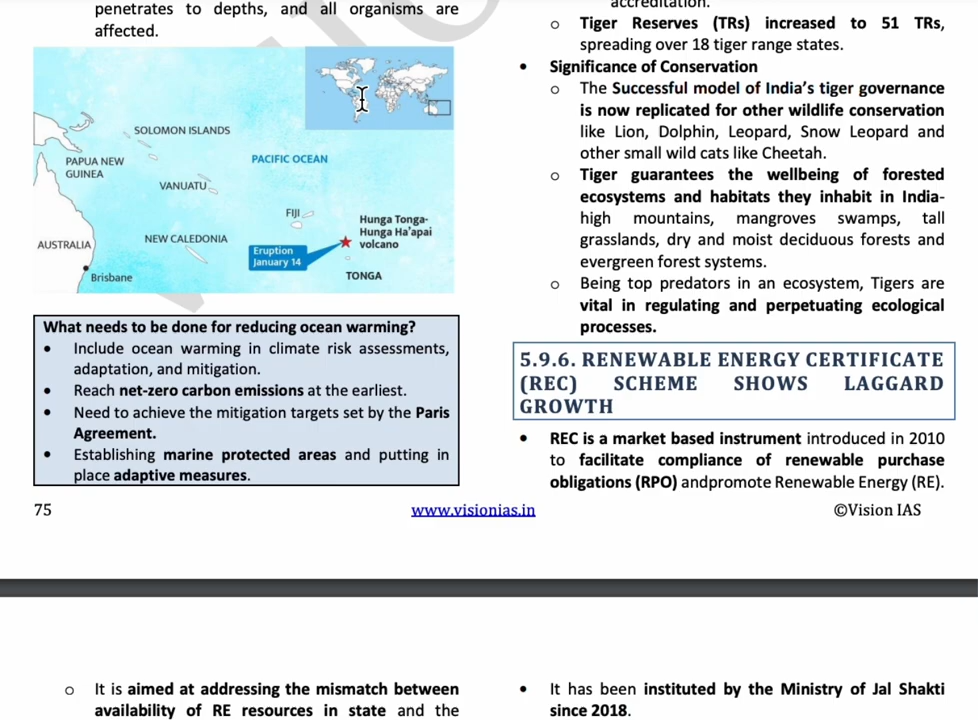 penetrates to depths, and all organisms are
affected.
SOLOMON ISLANDS
PAPUA NEW
GUINEA
PACIFIC OCEAN
VANUATU
FIJI
Hunga Tonga-
Hunga Ha'apai
volcano
AUSTRALIA
NEW CALEDONIA
Eruption
January 14
TONGA
Brisbane
What needs to be done for reducing ocean warming?
• Include ocean warming in climate risk assessments,
adaptation, and mitigation.
• Reach net-zero carbon emissions at the earliest.
• Need to achieve the mitigation targets set by the Paris
Agreement.
• Establishing marine protected areas and putting in
place adaptive measures.
accreditation.
o Tiger Reserves (TRs) increased to 51 TRs,
spreading over 18 tiger range states.
• Significance of Conservation
o The Successful model of India's tiger governance
is now replicated for other wildlife conservation
like Lion, Dolphin, Leopard, Snow Leopard and
other small wild cats like Cheetah.
o Tiger guarantees the wellbeing of forested
ecosystems and habitats they inhabit in India-
high mountains, mangroves swamps, tall
grasslands, dry and moist deciduous forests and
evergreen forest systems.
o Being top predators in an ecosystem, Tigers are
vital in regulating and perpetuating ecological
processes.
5.9.6. RENEWABLE ENERGY CERTIFICATE
(REC) SCHEME SHOWS LAGGARD
GROWTH
• REC is a market based instrument introduced in 2010
to facilitate compliance of renewable purchase
obligations (RPO) andpromote Renewable Energy (RE).
75 www.visionias.in ©Vision IAS
o It is aimed at addressing the mismatch between
availability of RE resources in state and the
• It has been instituted by the Ministry of Jal Shakti
since 2018.